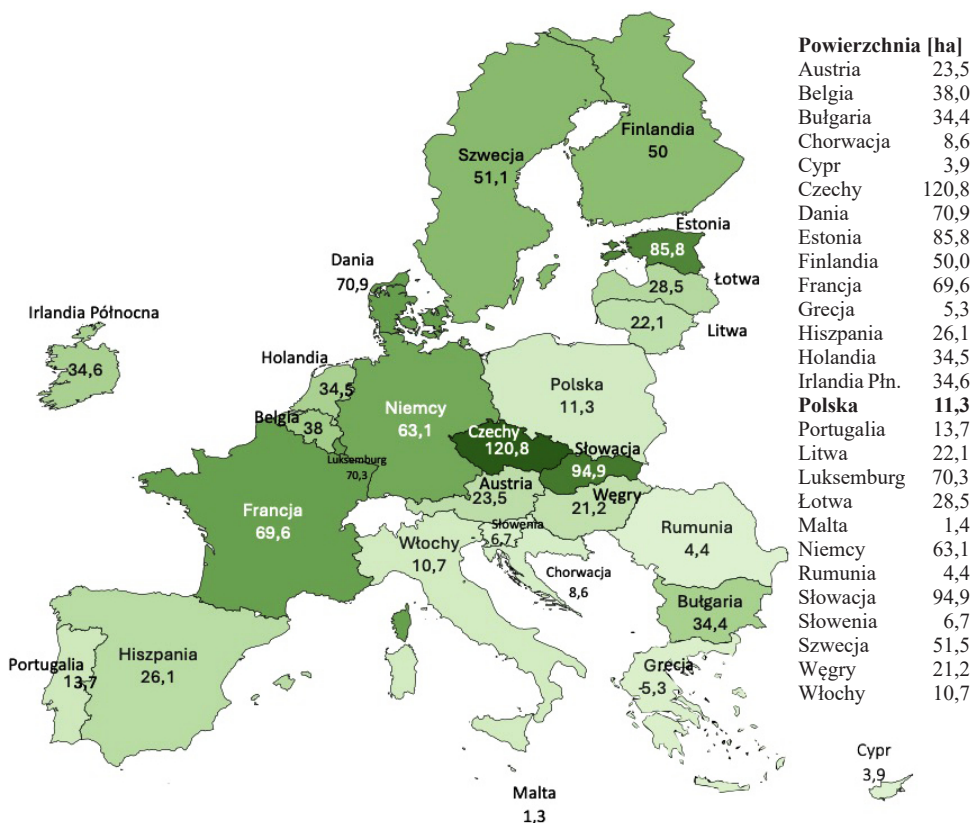 Finlandia
50
Szwecja
51,1
Estonia
85,8
Dania
70,9
Łotwa
28,5
Irlandia Północna
34,6
22,1
Litwa
Holandia
34,5
Polska
11,3
Niemcy
63,1
Belgia
38
Czechy
120,8
Słowacja
94,9
Luksemburg
70,3
Austria
23,5
Węgry
21,2
Francja
69,6
Słowenia
6,7
Rumunia
4,4
Włochy
10,7
Chorwacja
8,6
Bułgaria
34,4
Hiszpania
26,1
Portugalia
13,7
Grecja
5,3
Cypr
3,9
Malta
1,3
Powierzchnia [ha]
Austria 23,5
Belgia 38,0
Bułgaria 34,4
Chorwacja 8,6
Cypr 3,9
Czechy 120,8
Dania 70,9
Estonia 85,8
Finlandia 50,0
Francja 69,6
Grecja 5,3
Hiszpania 26,1
Holandia 34,5
Irlandia Płn. 34,6
Polska 11,3
Portugalia 13,7
Litwa 22,1
Luksemburg 70,3
Łotwa 28,5
Malta 1,4
Niemcy 63,1
Rumunia 4,4
Słowacja 94,9
Słowenia 6,7
Szwecja 51,5
Węgry 21,2
Włochy 10,7